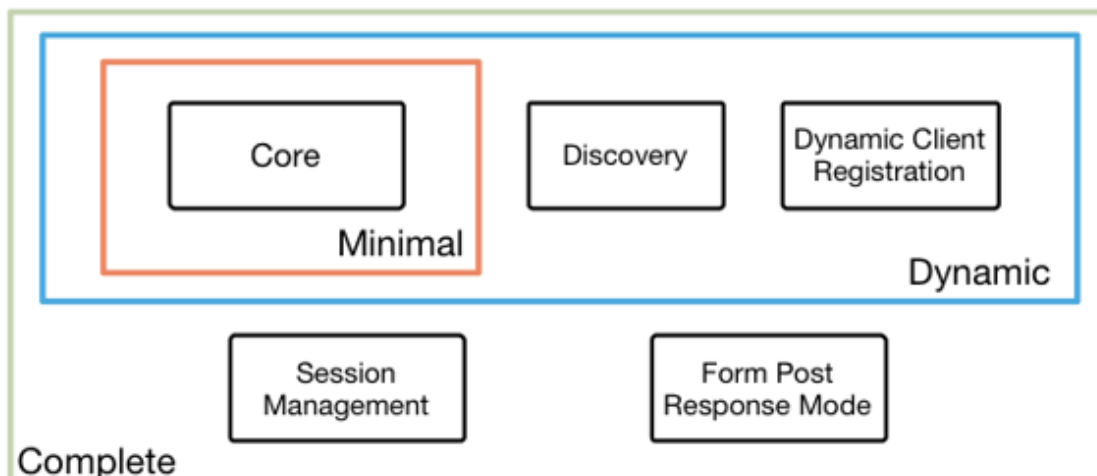 Core
Discovery
Dynamic Client
Registration
Minimal
Dynamic
Session
Management
Form Post
Response Mode
Complete